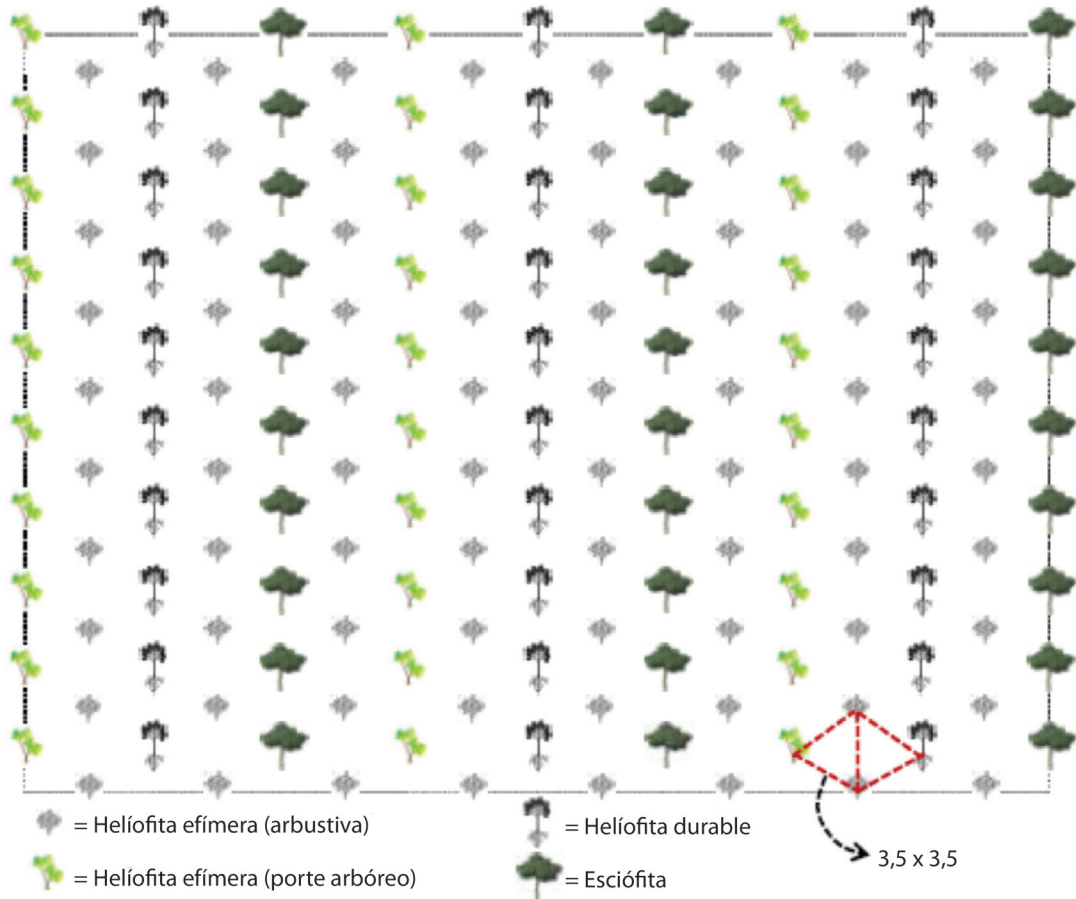 = Helíofita efímera (arbustiva)
= Helíofita durable
= Helíofita efímera (porte arbóreo)
= Esciófita
3,5 x 3,5